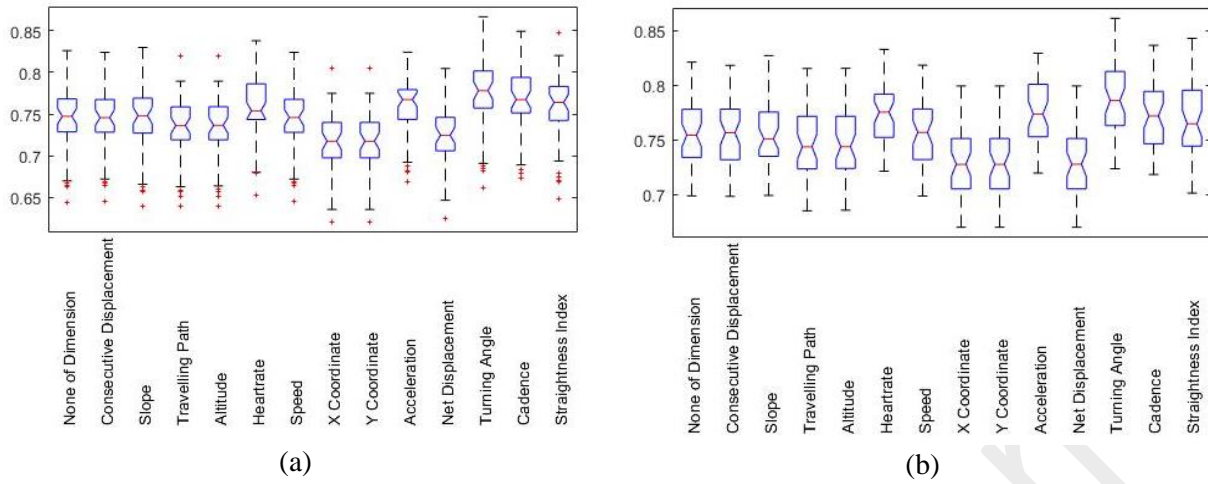 0.85
0.8
0.75
0.7
0.65
None of Dimension
Consecutive Displacement
Slope
Travelling Path
Altitude
Heartrate
Speed
X Coordinate
Y Coordinate
Acceleration
Net Displacement
Turning Angle
Cadence
Straightness Index
(a)
0.85
0.8
0.75
0.7
None of Dimension
Consecutive Displacement
Slope
Travelling Path
Altitude
Heartrate
Speed
X Coordinate
Y Coordinate
Acceleration
Net Displacement
Turning Angle
Cadence
Straightness Index
(b)